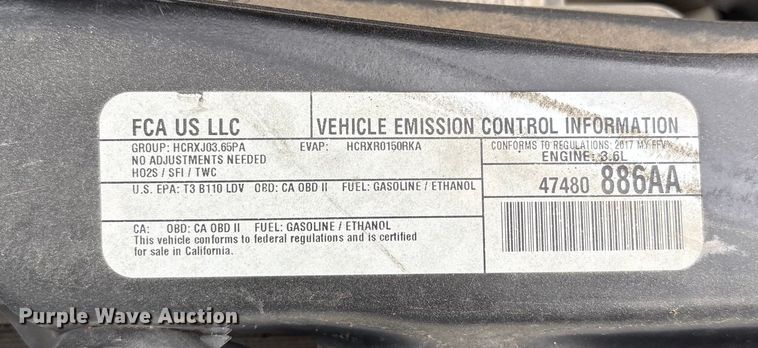 FCA US LLC
VEHICLE EMISSION CONTROL INFORMATION
GROUP: HCRXJ03.65PA EVAP: HCRXR0150RKA
NO ADJUSTMENTS NEEDED
HO2S / SFI / TWC
CONFORMS TO REGULATIONS: 2017 MY FFV
ENGINE: 3.6L
U.S. EPA: T3 B110 LDV OBD: CA OBD II FUEL: GASOLINE / ETHANOL
47480 886AA
CA: OBD: CA OBD II FUEL: GASOLINE / ETHANOL
This vehicle conforms to federal regulations and is certified
for sale in California.
Purple Wave Auction